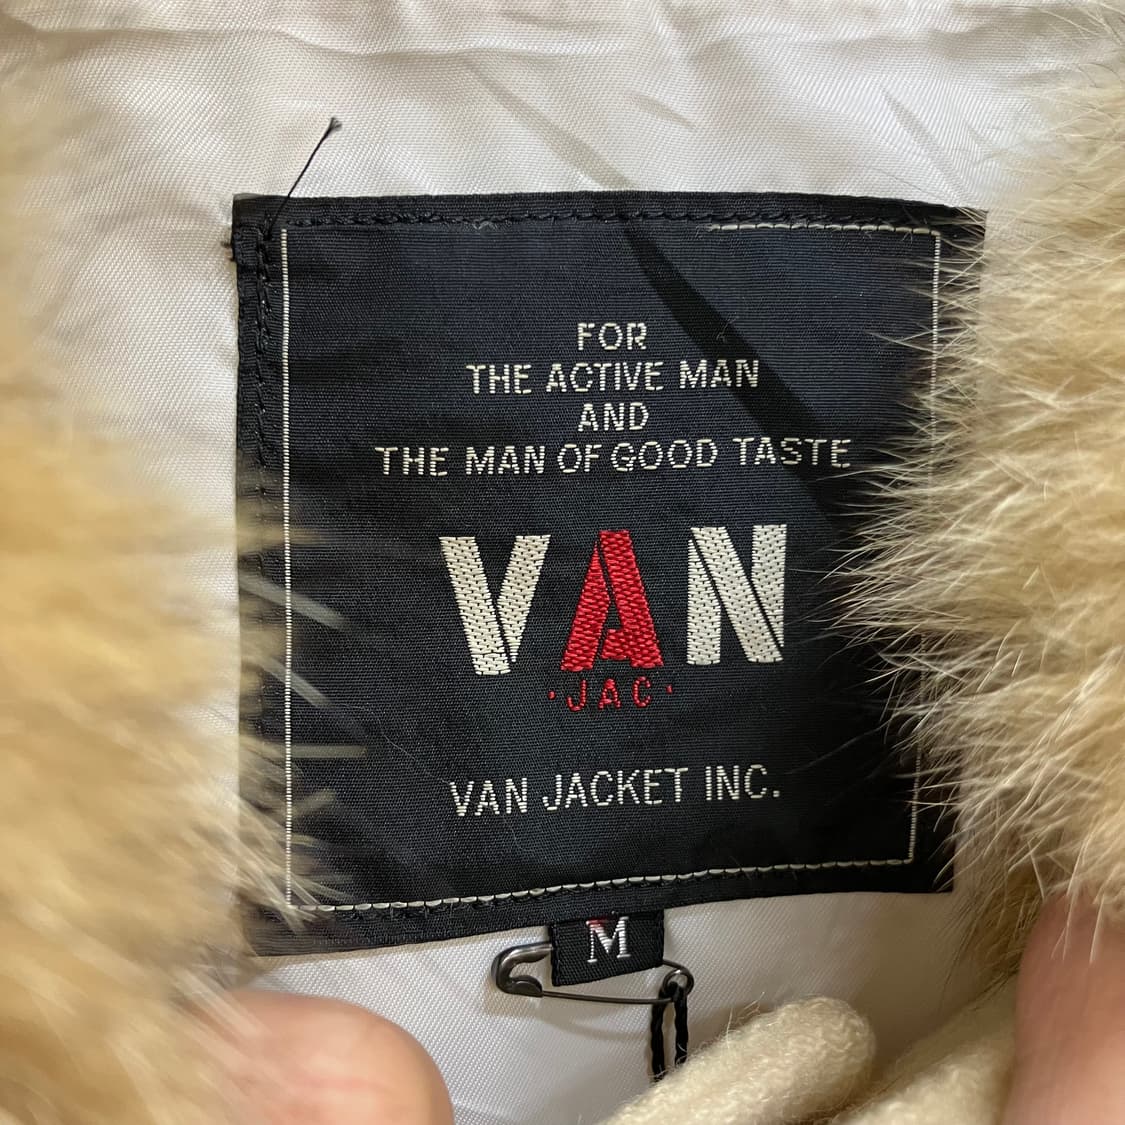 FOR
THE ACTIVE MAN
AND
THE MAN OF GOOD TASTE
VAN
·JAC·
VAN JACKET INC.
M